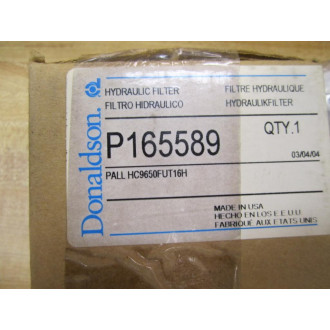 Donaldson.
HYDRAULIC FILTER FILTRE HYDRAULIQUE
FILTRO HIDRAULICO HYDRAULIKFILTER
P165589 QTY.1
03/04/04
PALL HC9650FUT16H
MADE IN USA
HECHO EN LOS E.E.U.U.
FABRIQUE AUX ETATS UNIS